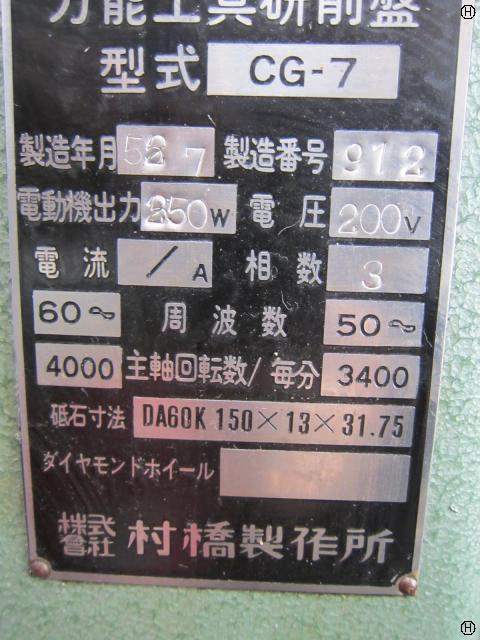 万能工具研削盤
型式 CG-7
製造年月 56 7 製造番号 912
電動機出力 250W 電圧 200V
電流 / A 相数 3
60~ 周波数 50~
4000 主軸回転数/毎分 3400
砥石寸法 DA60K 150×13×31.75
ダイヤモンドホイール
株式會社 村橋製作所